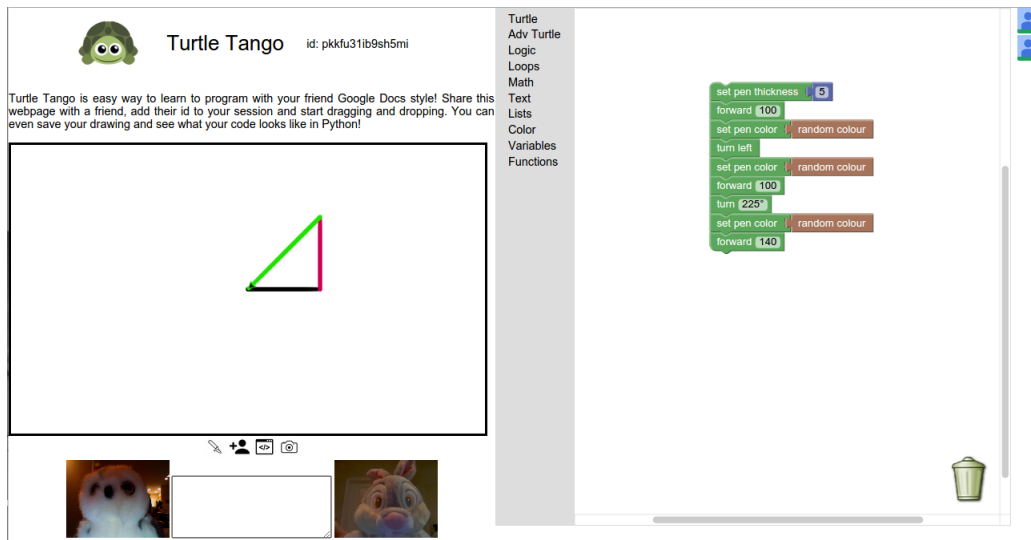 Turtle Tango
id: pkkfu31ib9sh5mi
Turtle Tango is easy way to learn to program with your friend Google Docs style! Share this
webpage with a friend, add their id to your session and start dragging and dropping. You can
even save your drawing and see what your code looks like in Python!
Turtle
Adv Turtle
Logic
Loops
Math
Text
Lists
Color
Variables
Functions
set pen thickness 5
forward 100
set pen color random colour
turn left
set pen color random colour
forward 100
turn 225°
set pen color random colour
forward 140